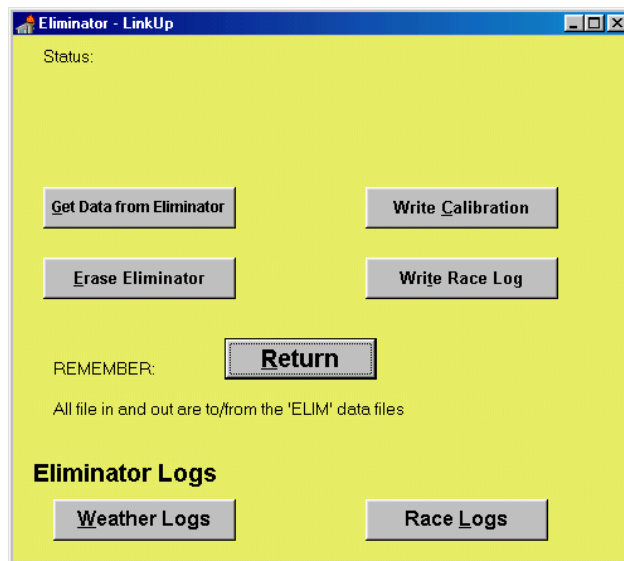 Eliminator - LinkUp
Status:
Get Data from Eliminator
Write Calibration
Erase Eliminator
Write Race Log
REMEMBER:
Return
All file in and out are to/from the 'ELIM' data files
Eliminator Logs
Weather Logs
Race Logs